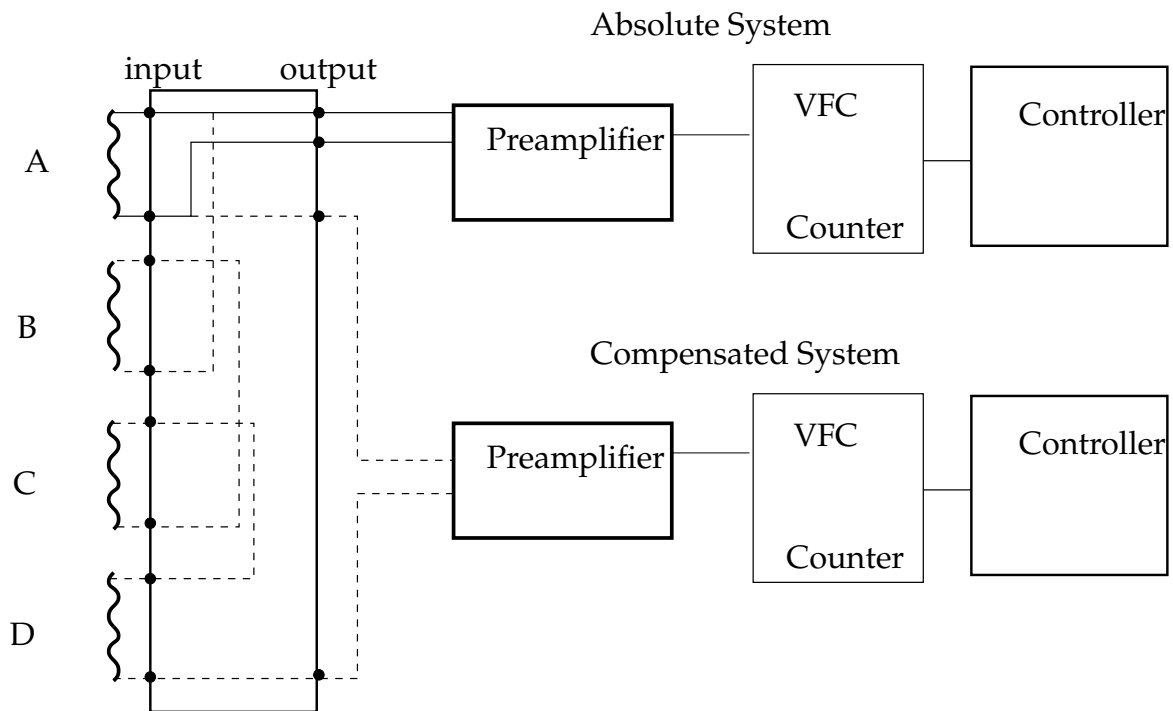 Absolute System
input output
A
Preamplifier
VFC
Counter
Controller
B
Compensated System
C
Preamplifier
VFC
Counter
Controller
D